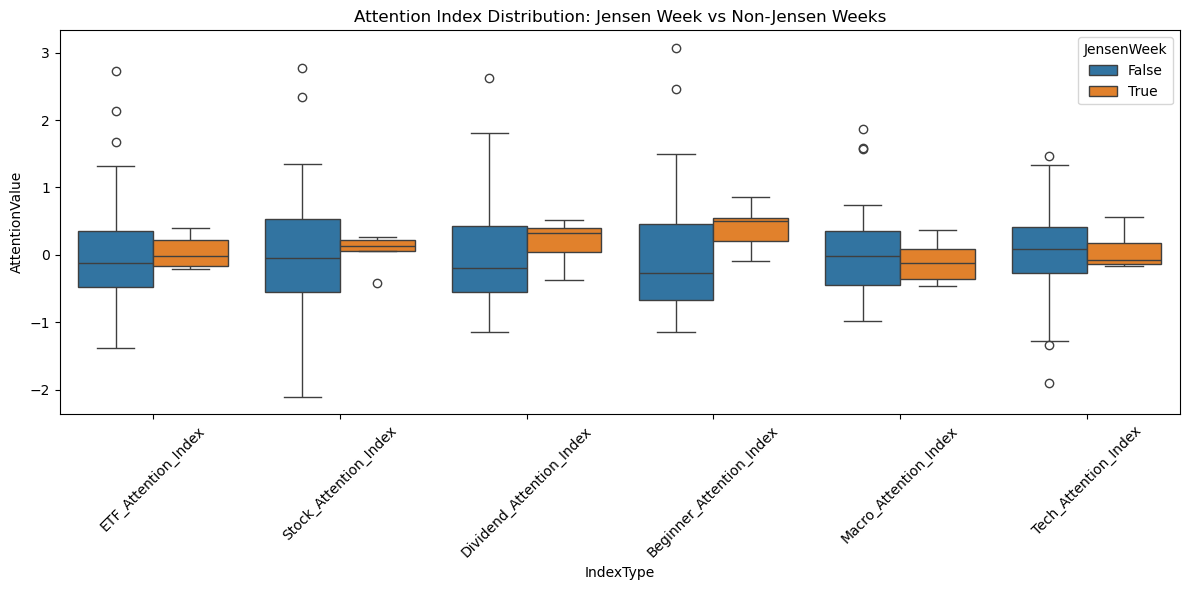 Attention Index Distribution: Jensen Week vs Non-Jensen Weeks
JensenWeek
False
True
AttentionValue
3
2
1
0
−1
−2
ETF_Attention_Index
Stock_Attention_Index
Dividend_Attention_Index
Beginner_Attention_Index
Macro_Attention_Index
Tech_Attention_Index
IndexType